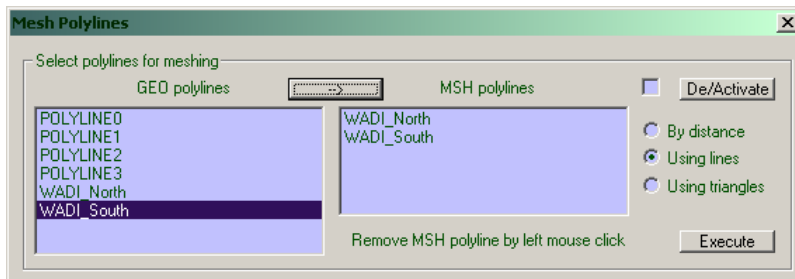 Mesh Polylines
Select polylines for meshing
GEO polylines
-->
MSH polylines
De/Activate
POLYLINE0
POLYLINE1
POLYLINE2
POLYLINE3
WADI_North
WADI_South
WADI_North
WADI_South
By distance
Using lines
Using triangles
Remove MSH polyline by left mouse click
Execute